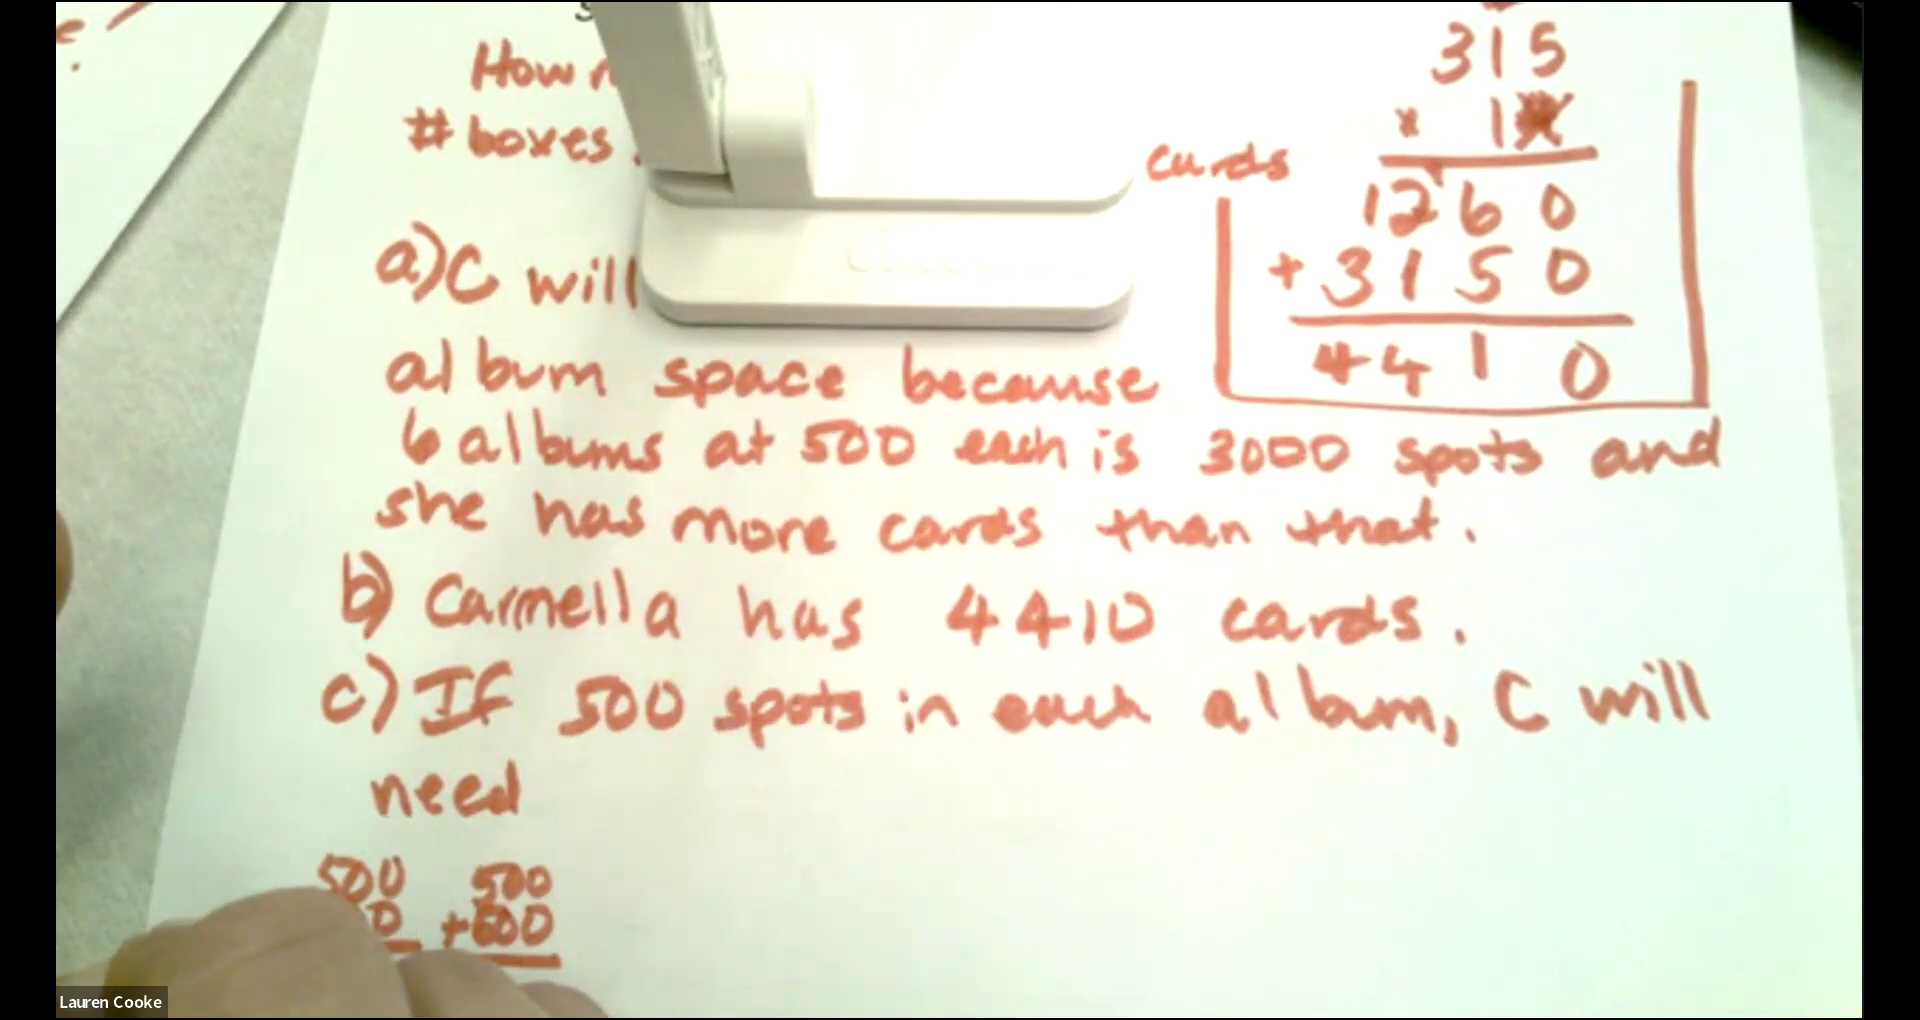 How
# boxes
cards
315
x 1
1260
+ 3150
4410
a) C will
album space because
6 albums at 500 each is 3000 spots and
she has more cards than that.
b) Carmella has 4410 cards.
c) If 500 spots in each album, C will
need
500 500
0 +500
Lauren Cooke